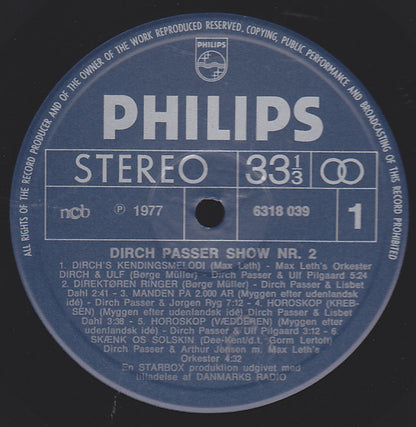 ALL RIGHTS OF THE RECORD PRODUCER AND OF THE OWNER OF THE WORK REPRODUCED RESERVED. COPYING, PUBLIC PERFORMANCE AND BROADCASTING OF THIS RECORD PROHIBITED
PHILIPS
PHILIPS
STEREO 33 1/3
ncb Ⓟ 1977 6318 039 1
DIRCH PASSER SHOW NR. 2
1. DIRCH'S KENDINGSMELODI (Max Leth) - Max Leth's Orkester
DIRCH & ULF (Børge Müller) - Dirch Passer & Ulf Pilgaard 5:24
2. DIREKTØREN RINGER (Børge Müller) - Dirch Passer & Lisbet
Dahl 2:41 - 3. MANDEN PÅ 2.000 ÅR (Myggen efter udenlandsk
idé) - Dirch Passer & Jørgen Ryg 7:12 - 4. HOROSKOP (KREB-
SEN) (Myggen efter udenlandsk idé) Dirch Passer & Lisbet
Dahl 3:38 - 5. HOROSKOP (VÆDDEREN) (Myggen efter
udenlandsk idé) - Dirch Passer & Ulf Pilgaard 3:12 - 6.
SKÆNK OS SOLSKIN (Dee-Kent/d.t. Gorm Lertoft)
Dirch Passer & Arthur Jensen m. Max Leth's
Orkester 4:32
En STARBOX produktion udgivet med
tilladelse af DANMARKS RADIO